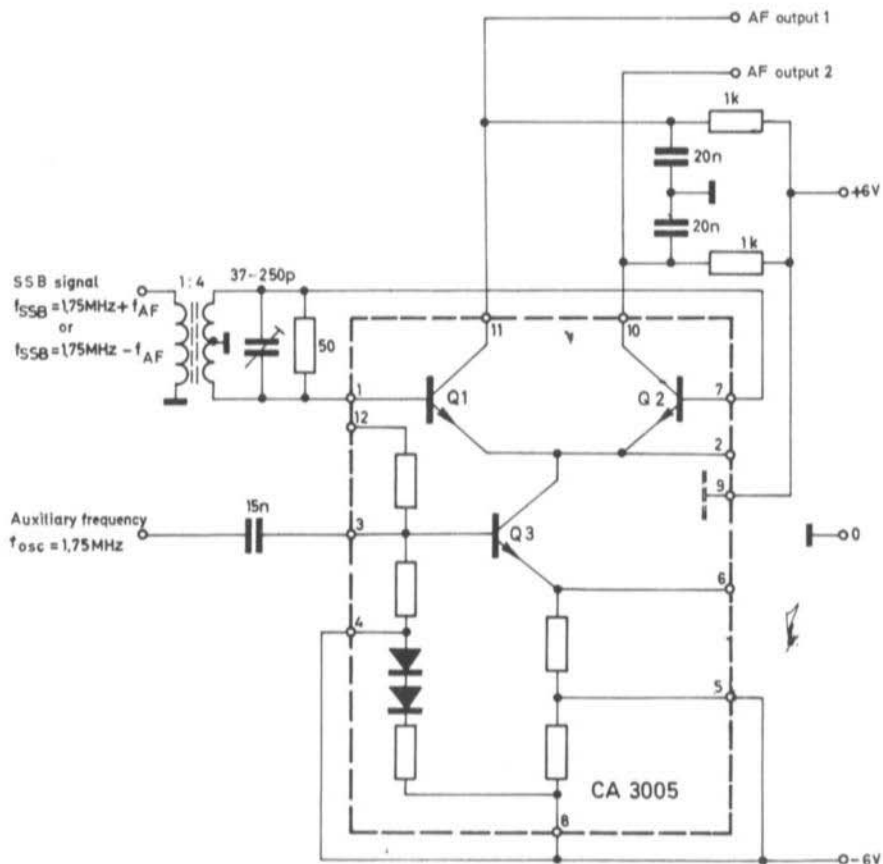 AF output 1
AF output 2
1k
20n
+6V
20n
1k
SSB signal
fSSB = 1,75MHz + fAF
or
fSSB = 1,75MHz - fAF
1:4
37-250p
50
11
10
1
Q1
Q2
7
12
2
9
15n
Auxiliary frequency
fosc = 1,75MHz
3
Q3
0
6
4
5
CA 3005
8
-6V